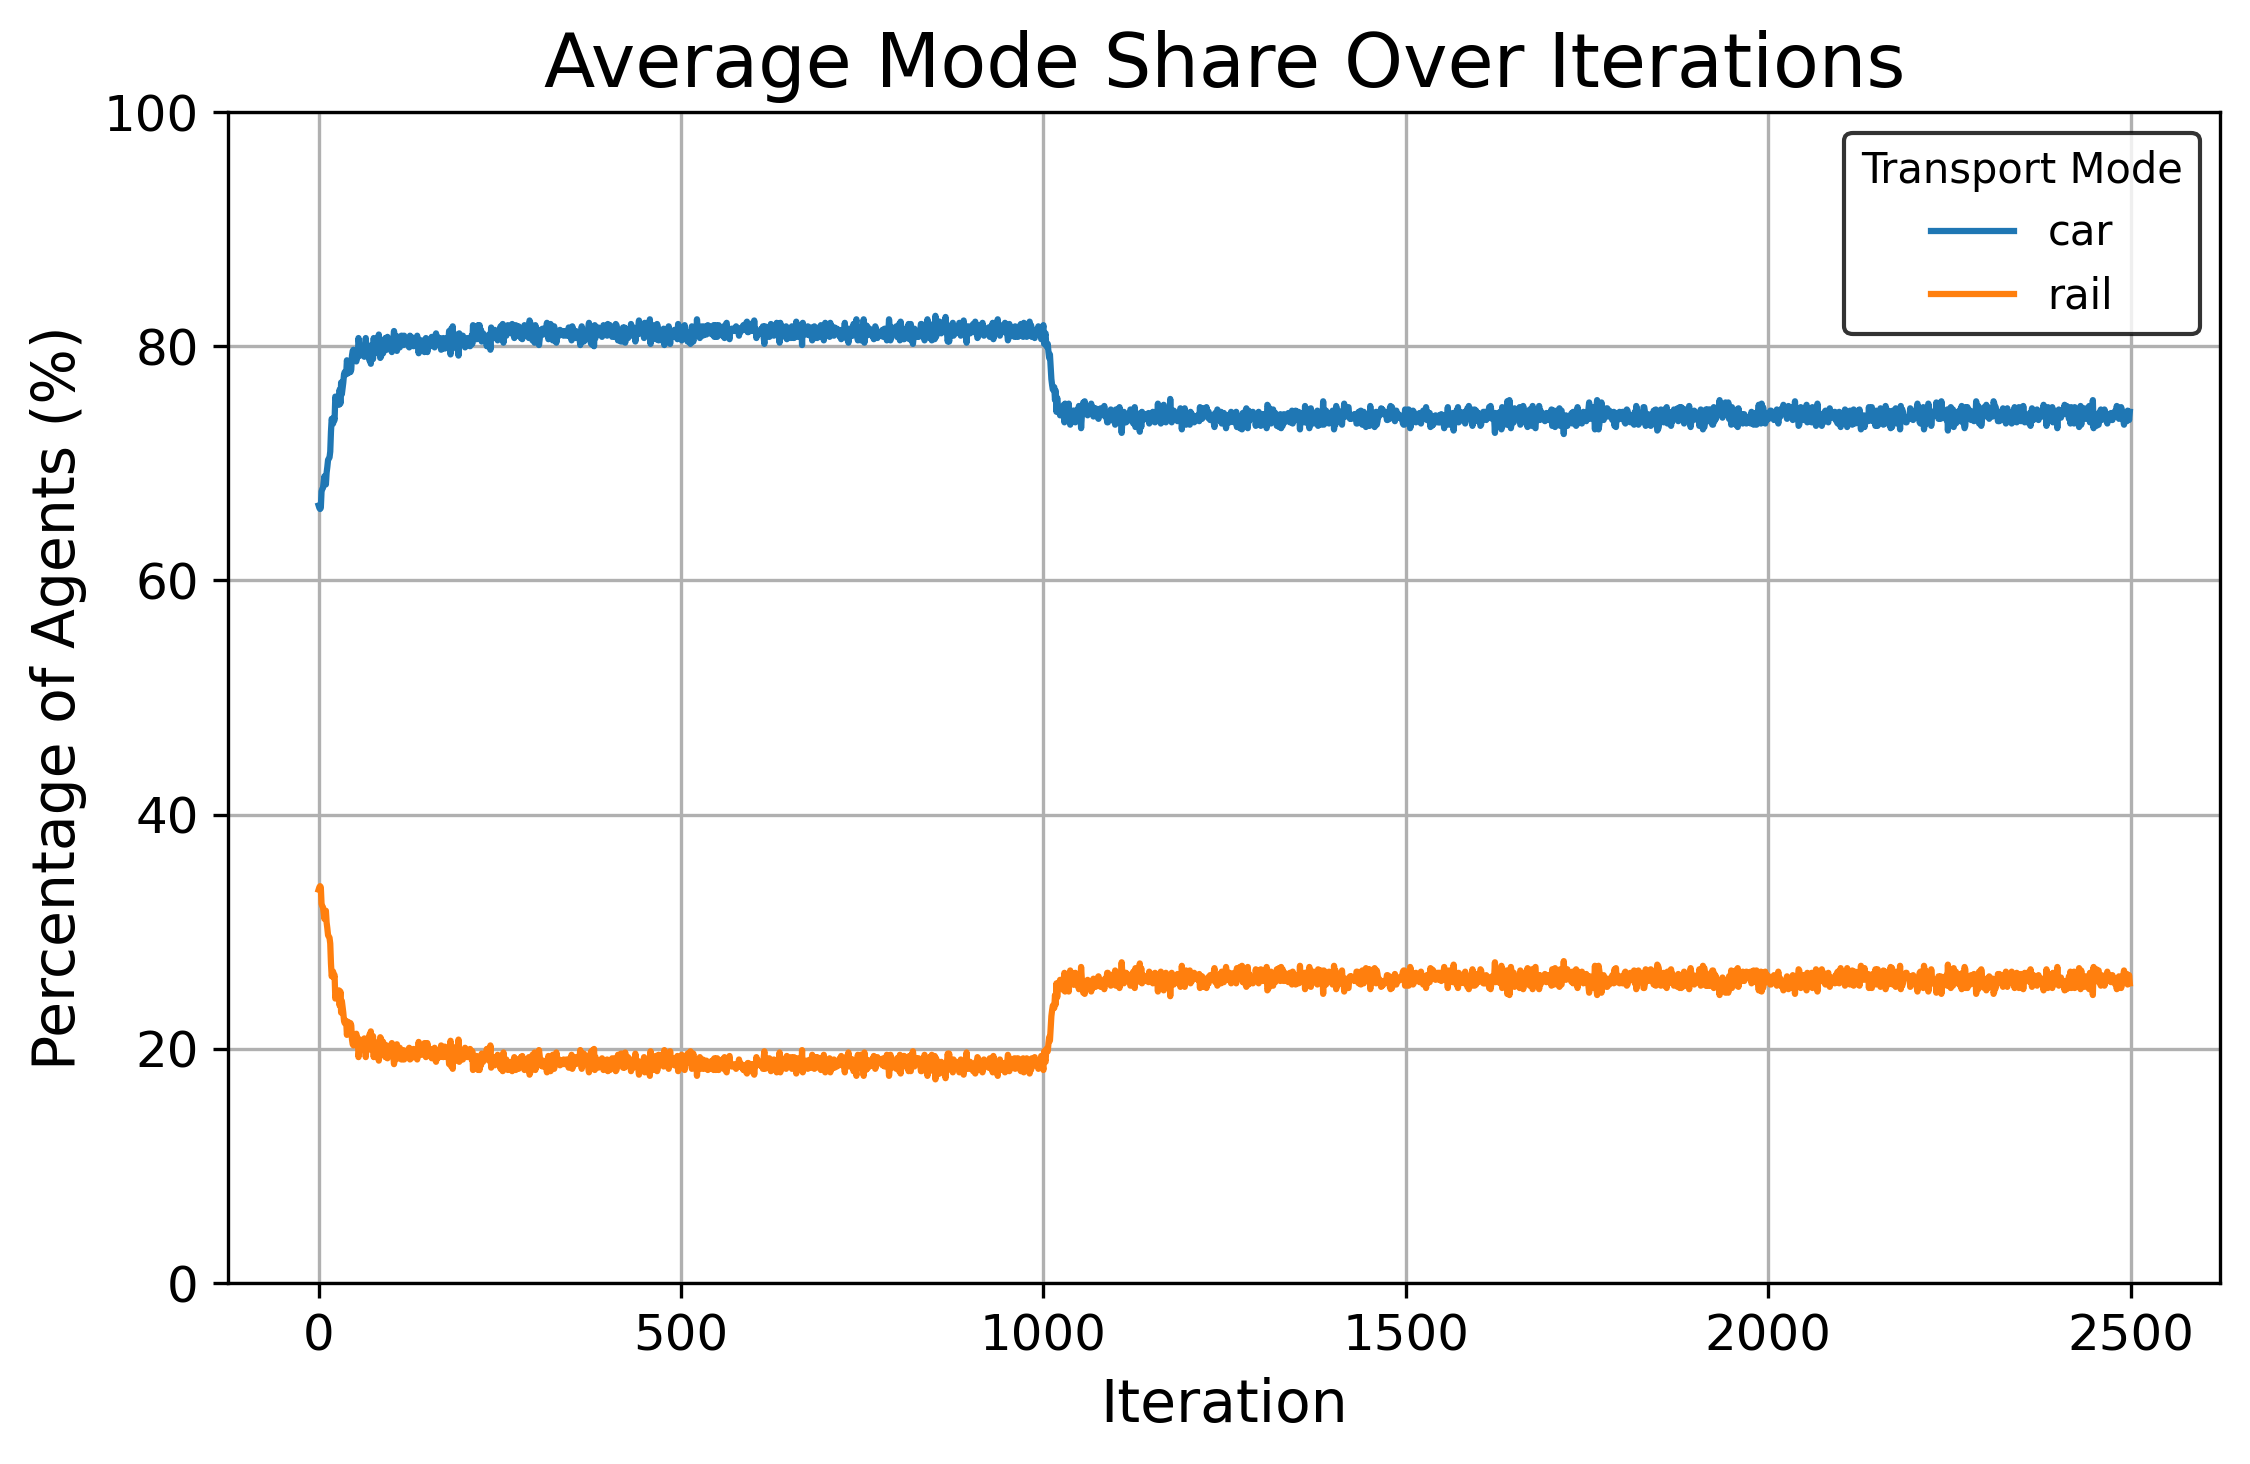 Average Mode Share Over Iterations
Percentage of Agents (%)
100
80
60
40
20
0
Transport Mode
car
rail
0 500 1000 1500 2000 2500
Iteration